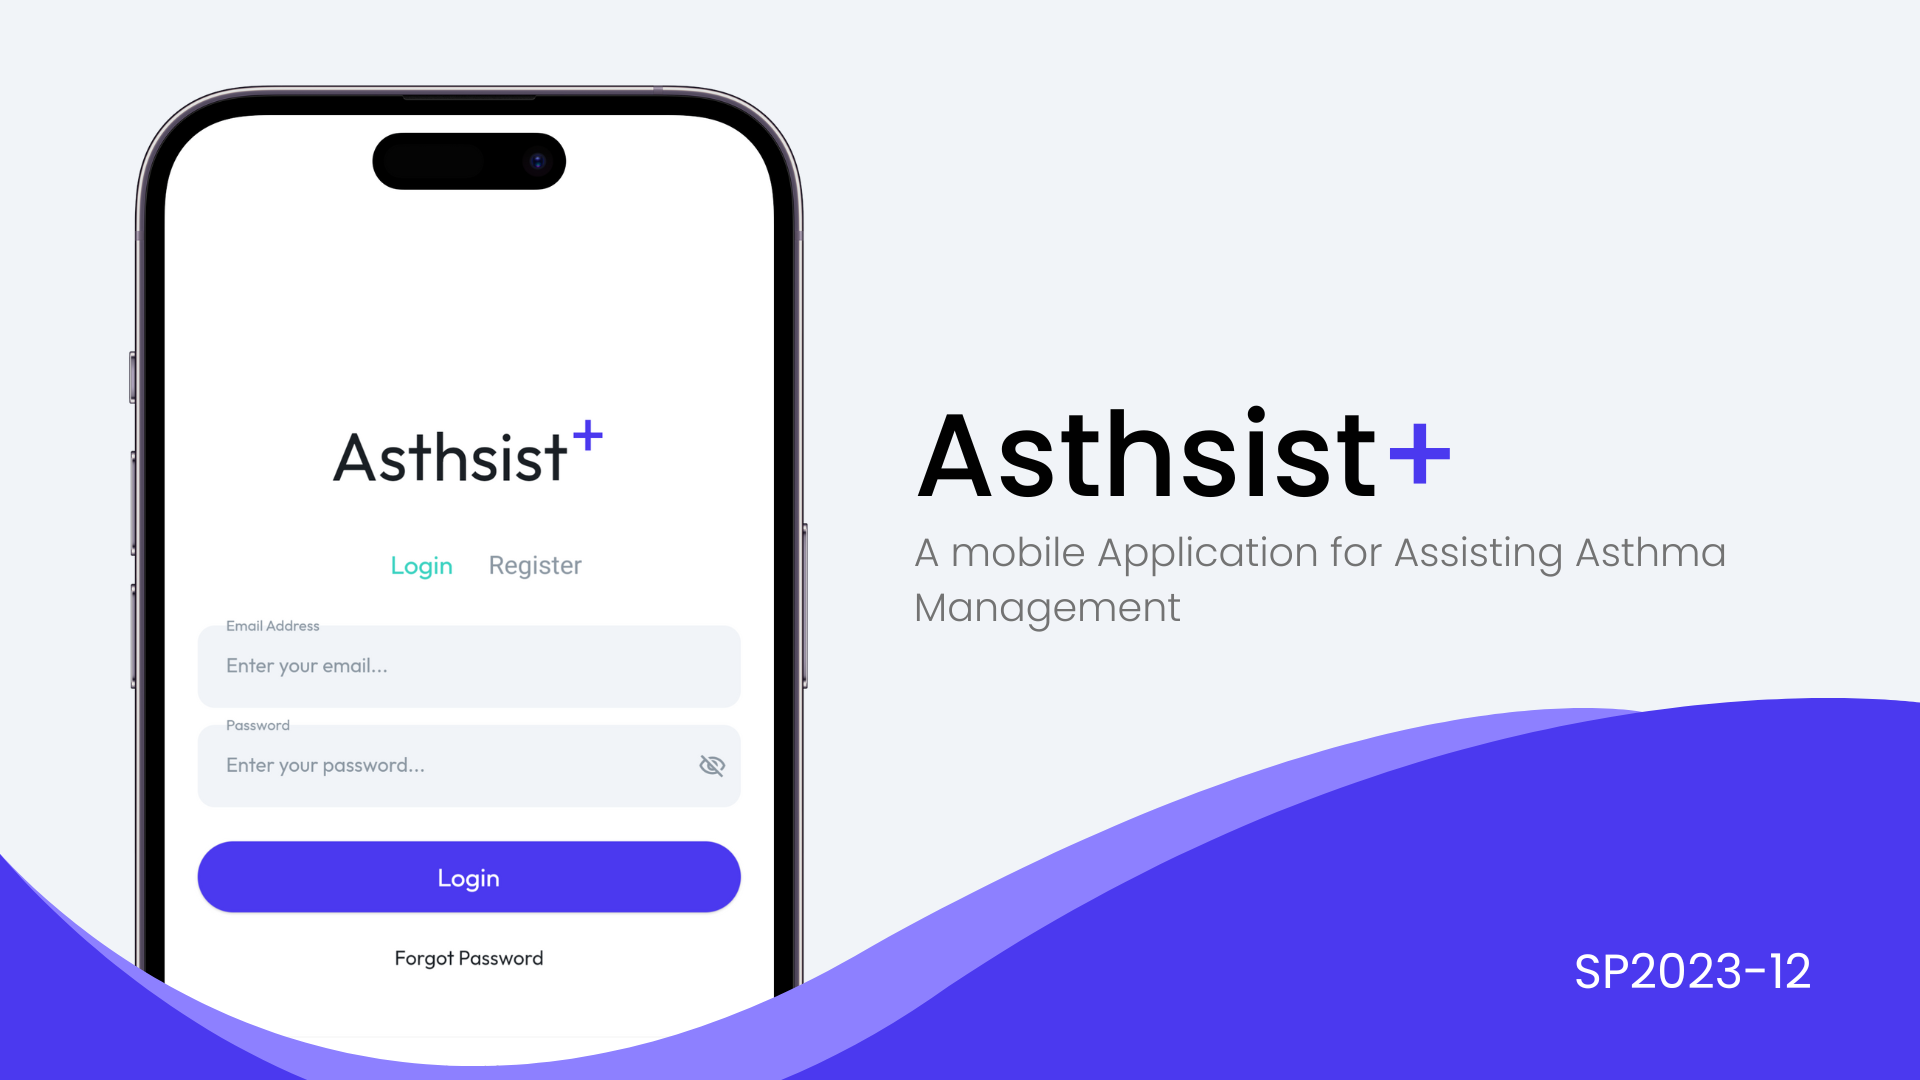 Asthsist+
Login Register
Email Address
Enter your email...
Password
Enter your password...
Login
Forgot Password
Asthsist+
A mobile Application for Assisting Asthma
Management
SP2023-12